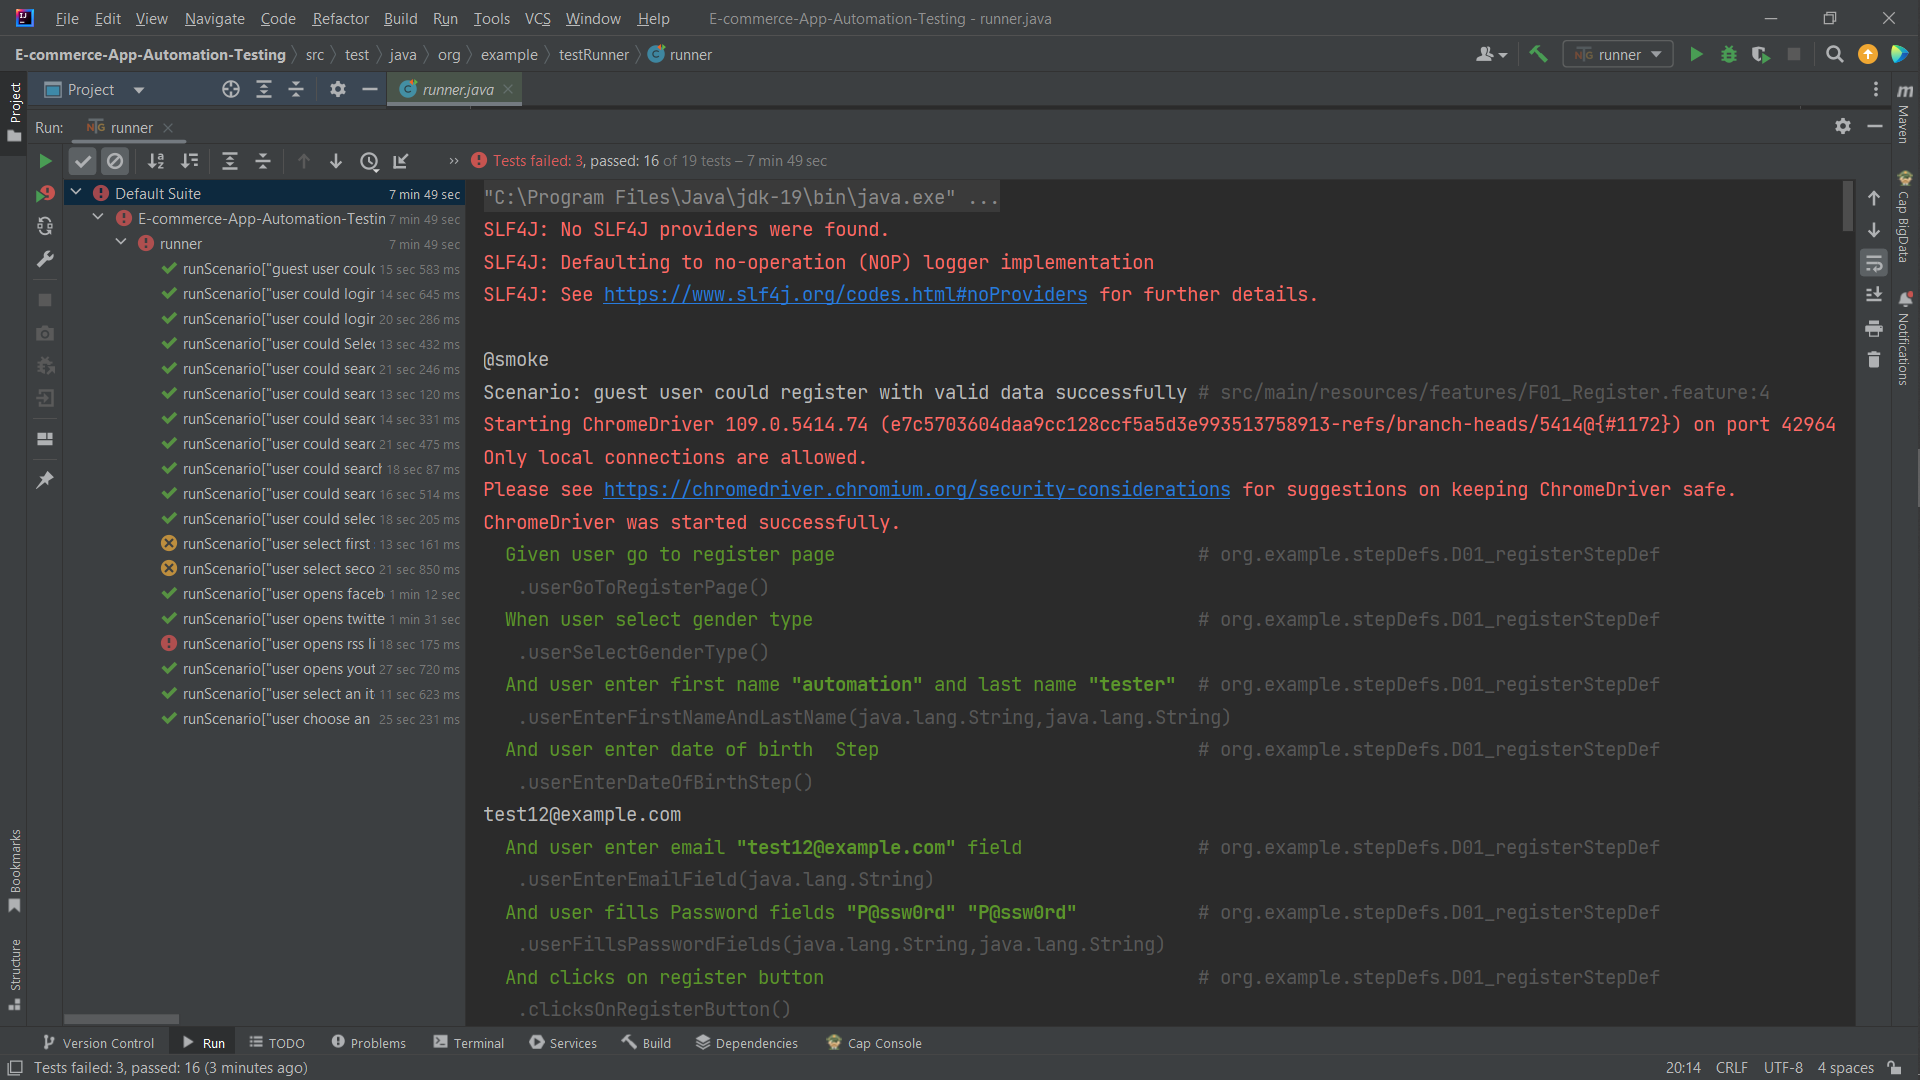 File Edit View Navigate Code Refactor Build Run Tools VCS Window Help E-commerce-App-Automation-Testing - runner.java
E-commerce-App-Automation-Testing src test java org example testRunner runner
runner
Project
runner.java
Run: runner
Tests failed: 3, passed: 16 of 19 tests – 7 min 49 sec
Default Suite 7 min 49 sec
E-commerce-App-Automation-Testin 7 min 49 sec
runner 7 min 49 sec
runScenario["guest user coulc 15 sec 583 ms
runScenario["user could login 14 sec 645 ms
runScenario["user could login 20 sec 286 ms
runScenario["user could Selec 13 sec 432 ms
runScenario["user could searc 21 sec 246 ms
runScenario["user could searc 13 sec 120 ms
runScenario["user could searc 14 sec 331 ms
runScenario["user could searc 21 sec 475 ms
runScenario["user could search 18 sec 87 ms
runScenario["user could searc 16 sec 514 ms
runScenario["user could selec 18 sec 205 ms
runScenario["user select first 13 sec 161 ms
runScenario["user select seco 21 sec 850 ms
runScenario["user opens faceb 1 min 12 sec
runScenario["user opens twitte 1 min 31 sec
runScenario["user opens rss li 18 sec 175 ms
runScenario["user opens yout 27 sec 720 ms
runScenario["user select an it 11 sec 623 ms
runScenario["user choose an 25 sec 231 ms
"C:\Program Files\Java\jdk-19\bin\java.exe" ...
SLF4J: No SLF4J providers were found.
SLF4J: Defaulting to no-operation (NOP) logger implementation
SLF4J: See https://www.slf4j.org/codes.html#noProviders for further details.
@smoke
Scenario: guest user could register with valid data successfully # src/main/resources/features/F01_Register.feature:4
Starting ChromeDriver 109.0.5414.74 (e7c5703604daa9cc128ccf5a5d3e993513758913-refs/branch-heads/5414@{#1172}) on port 42964
Only local connections are allowed.
Please see https://chromedriver.chromium.org/security-considerations for suggestions on keeping ChromeDriver safe.
ChromeDriver was started successfully.
Given user go to register page # org.example.stepDefs.D01_registerStepDef
.userGoToRegisterPage()
When user select gender type # org.example.stepDefs.D01_registerStepDef
.userSelectGenderType()
And user enter first name "automation" and last name "tester" # org.example.stepDefs.D01_registerStepDef
.userEnterFirstNameAndLastName(java.lang.String,java.lang.String)
And user enter date of birth  Step # org.example.stepDefs.D01_registerStepDef
.userEnterDateOfBirthStep()
test12@example.com
And user enter email "test12@example.com" field # org.example.stepDefs.D01_registerStepDef
.userEnterEmailField(java.lang.String)
And user fills Password fields "P@ssw0rd" "P@ssw0rd" # org.example.stepDefs.D01_registerStepDef
.userFillsPasswordFields(java.lang.String,java.lang.String)
And clicks on register button # org.example.stepDefs.D01_registerStepDef
.clicksOnRegisterButton()
Project
Bookmarks
Structure
Maven
Cap BigData
Notifications
Version Control Run TODO Problems Terminal Services Build Dependencies Cap Console
Tests failed: 3, passed: 16 (3 minutes ago) 20:14 CRLF UTF-8 4 spaces